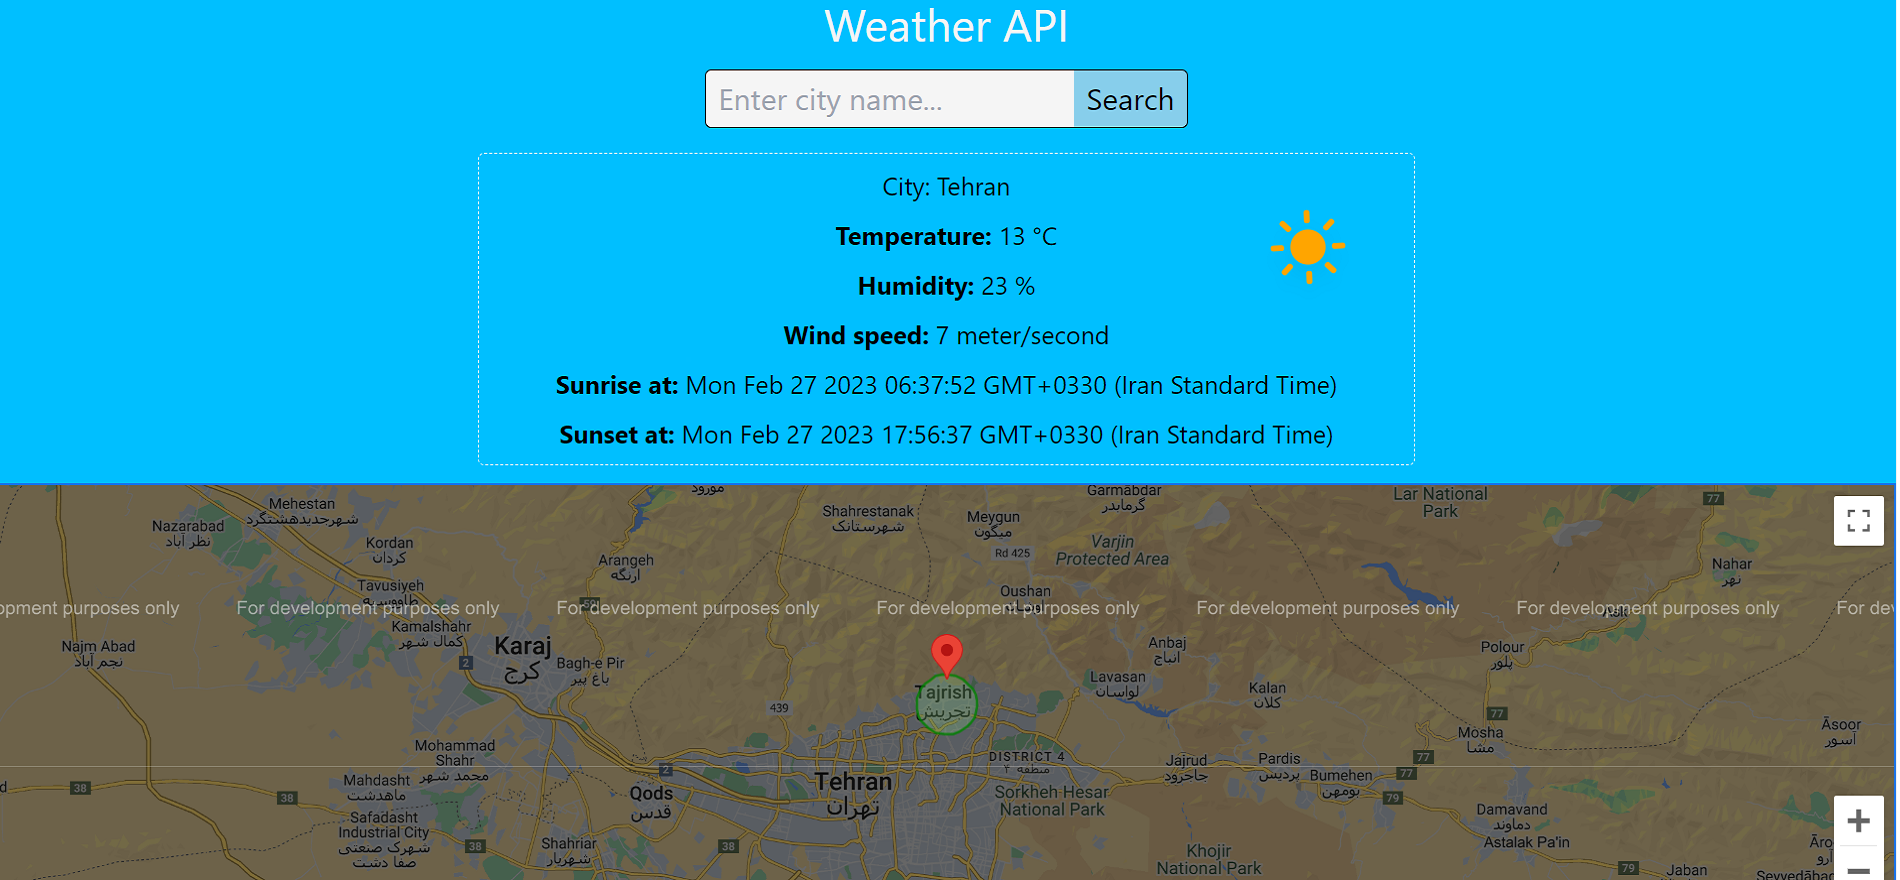 Weather API
Enter city name...
Search
City: Tehran
Temperature: 13 °C
Humidity: 23 %
Wind speed: 7 meter/second
Sunrise at: Mon Feb 27 2023 06:37:52 GMT+0330 (Iran Standard Time)
Sunset at: Mon Feb 27 2023 17:56:37 GMT+0330 (Iran Standard Time)
مورود
Garmabdar
گرمابدر
Lar National
Park
77
Mehestan
شهرجدیدهشتگرد
Shahrestanak
شهرستانک
Meygun
میگون
Nazarabad
نظرآباد
Kordan
کردان
Rd 425
Varjin
Protected Area
Arangeh
ارنگه
Nahar
نهر
Tavusiyeh
طاووسیه
Oushan
opment purposes only
For development purposes only
For development purposes only
For development purposes only
For development purposes only
For development purposes only
For dev
Kamalshahr
کمال شهر
Najm Abad
نجم آباد
Karaj
کرج
2
Bagh-e Pir
باغ پیر
Anbaj
انباج
Polour
پلور
Lavasan
لواسان
Kalan
کلان
Tajrish
تجریش
439
77
Āsoor
آسور
Mosha
مشا
Mohammad
Shahr
محمد شهر
DISTRICT 4
منطقه ۴
Jajrud
جاجرود
Pardis
پردیس
77
Bumehen
بومهن
77
79
2
Mahdasht
ماهدشت
Tehran
تهران
Qods
قدس
Sorkheh-Hesar
National Park
38
38
Safadasht
Industrial City
شهرک صنعتی
صفا دشت
Damavand
دماوند
Astalak Pa'in
38
38
Shahriar
شهریار
Khojir
National Park
79
Jaban